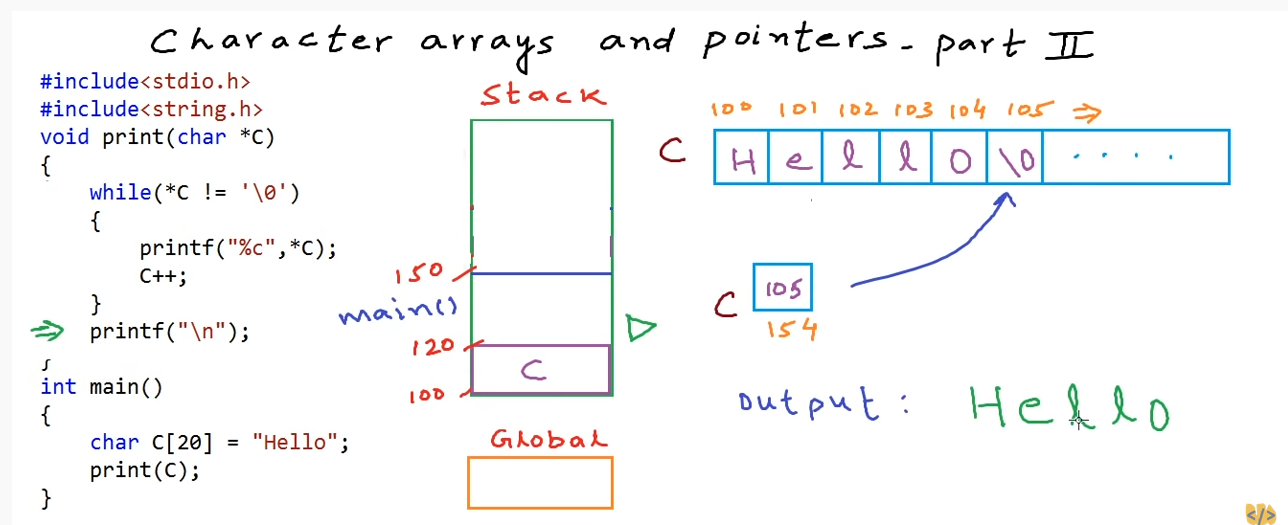 Character arrays and pointers - part II
#include<stdio.h>
#include<string.h>
void print(char *C)
{
while(*C != '\0')
{
printf("%c",*C);
C++;
}
printf("\n");
int main()
{
char C[20] = "Hello";
print(C);
}
Stack
150
main()
120
C
100
Global
100 101 102 103 104 105 ⇒
C H e l l o \0 . . . .
C 105
154
output: Hello
</>